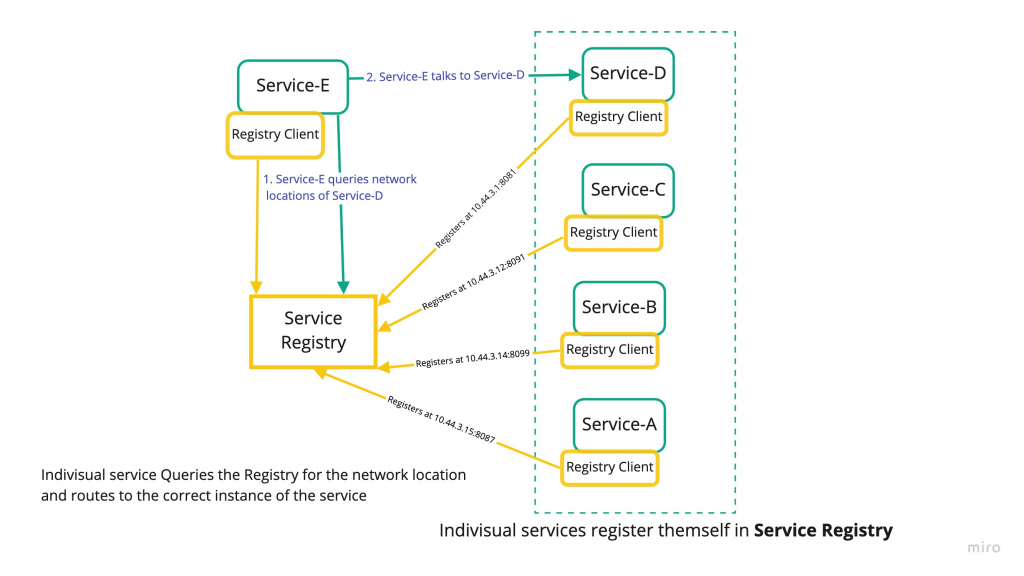 Service-E
Registry Client
2. Service-E talks to Service-D
1. Service-E queries network
locations of Service-D
Service-D
Registry Client
Registers at 10.44.3.1:8081
Service-C
Registry Client
Registers at 10.44.3.12:8091
Service
Registry
Service-B
Registry Client
Registers at 10.44.3.14:8099
Service-A
Registry Client
Registers at 10.44.3.15:8087
Indivisual service Queries the Registry for the network location
and routes to the correct instance of the service
Indivisual services register themself in Service Registry
miro